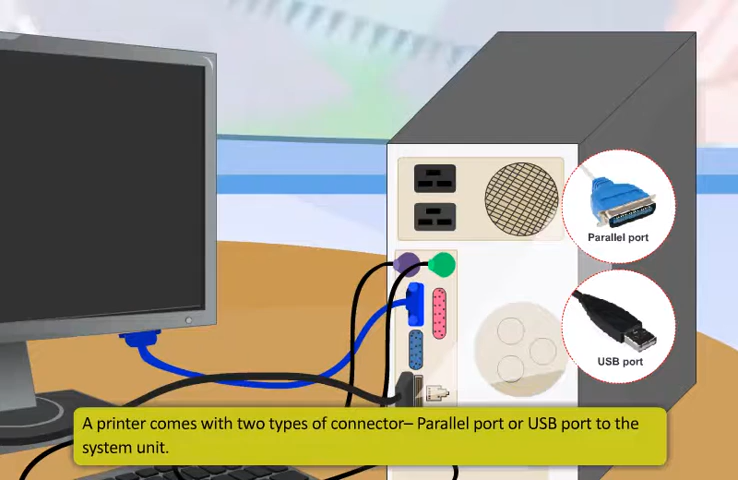 Parallel port
USB port
A printer comes with two types of connector– Parallel port or USB port to the
system unit.